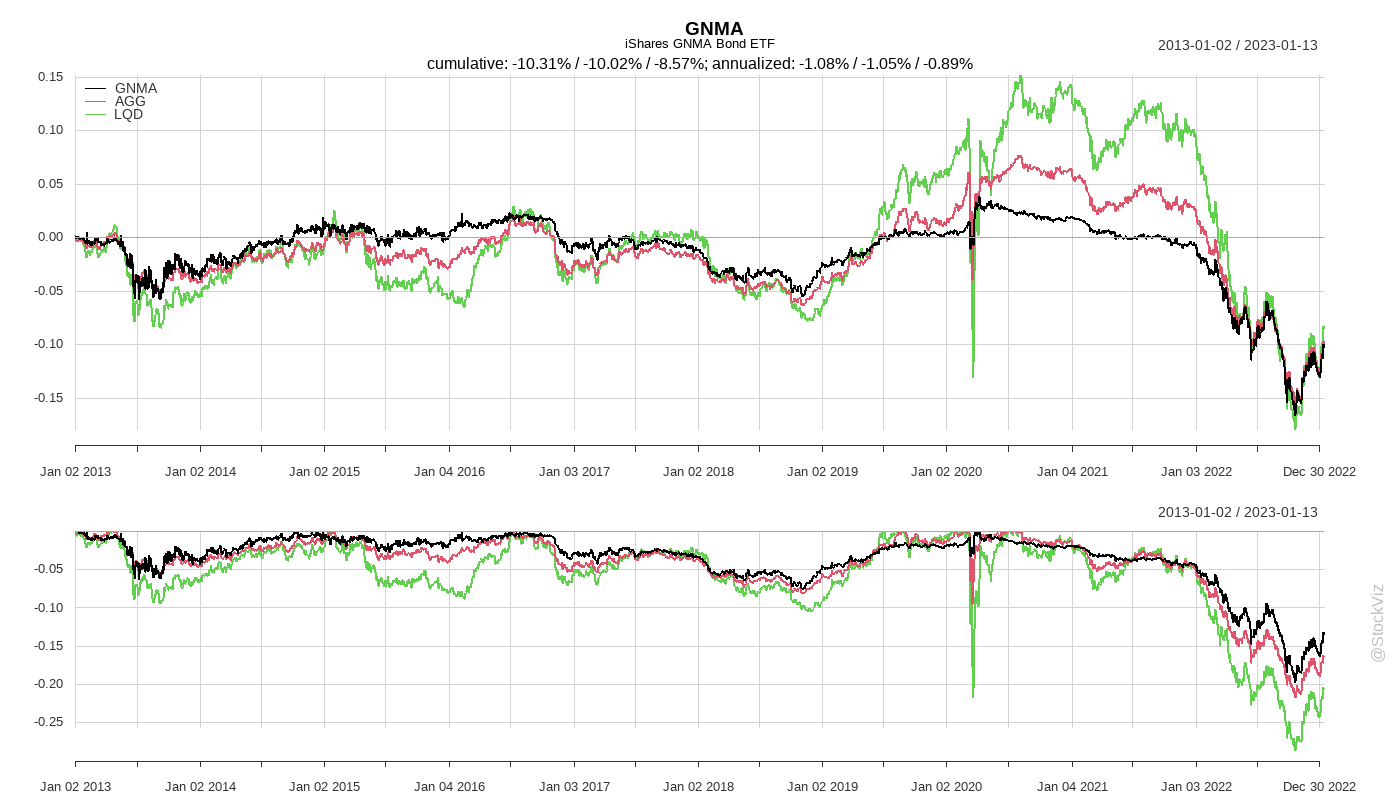 GNMA
iShares GNMA Bond ETF
2013-01-02 / 2023-01-13
cumulative: -10.31% / -10.02% / -8.57%; annualized: -1.08% / -1.05% / -0.89%
GNMA
AGG
LQD
0.15
0.10
0.05
0.00
-0.05
-0.10
-0.15
Jan 02 2013 Jan 02 2014 Jan 02 2015 Jan 04 2016 Jan 03 2017 Jan 02 2018 Jan 02 2019 Jan 02 2020 Jan 04 2021 Jan 03 2022 Dec 30 2022
2013-01-02 / 2023-01-13
-0.05
-0.10
-0.15
-0.20
-0.25
Jan 02 2013 Jan 02 2014 Jan 02 2015 Jan 04 2016 Jan 03 2017 Jan 02 2018 Jan 02 2019 Jan 02 2020 Jan 04 2021 Jan 03 2022 Dec 30 2022
@StockViz